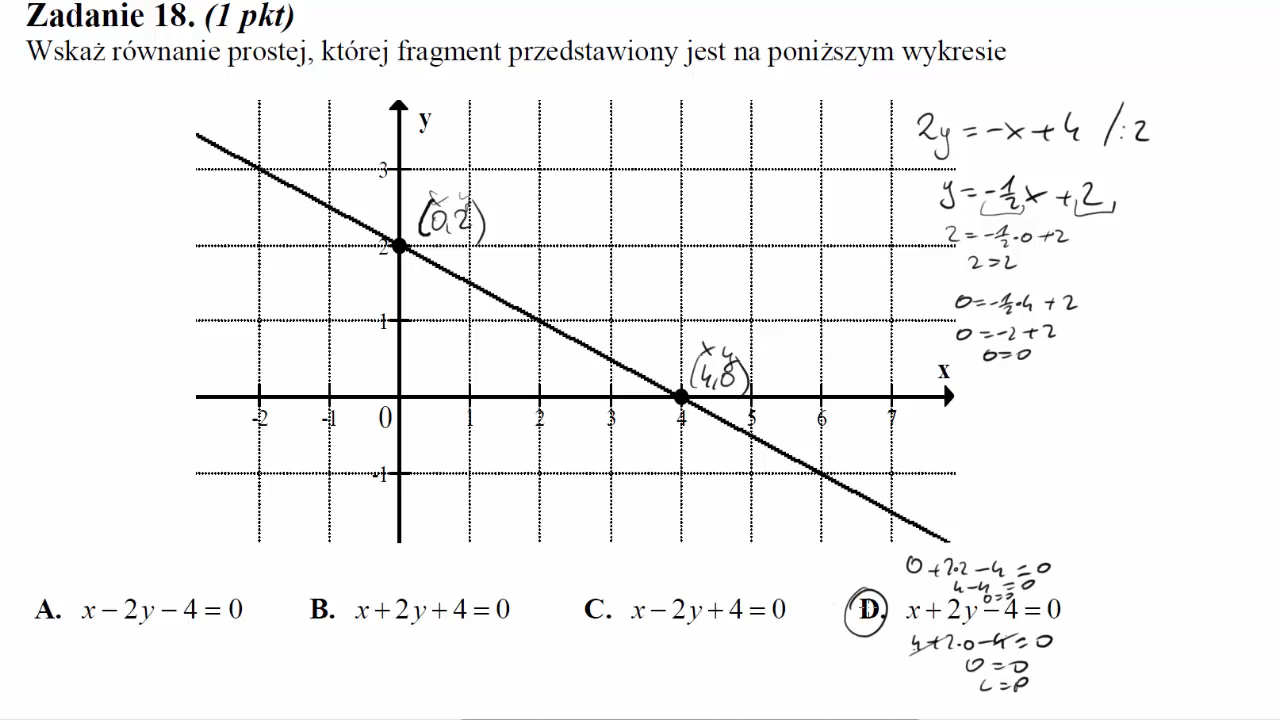 Zadanie 18. (1 pkt)
Wskaż równanie prostej, której fragment przedstawiony jest na poniższym wykresie
y
2y = -x + 4 /:2
3
y = -½x + 2
x y
(0,2)
2 = -½·0 + 2
2
2 = 2
0 = -½·4 + 2
1
0 = -2 + 2
x y
0 = 0
(4,0)
x
-2 -1 0 1 2 3 4 5 6 7
-1
0 + 2·2 - 4 = 0
4 - 4 = 0
0 = 0
A. x − 2y − 4 = 0 B. x + 2y + 4 = 0 C. x − 2y + 4 = 0 D. x + 2y − 4 = 0
4 + 2·0 - 4 = 0
0 = 0
L = P